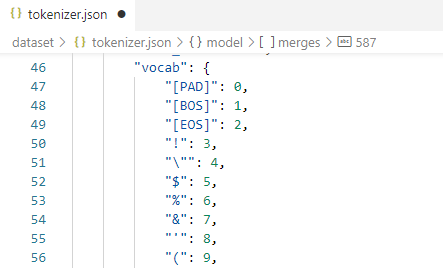 {} tokenizer.json ●
dataset > {} tokenizer.json > {} model > [ ] merges > abc 587
46 "vocab": {
47 "[PAD]": 0,
48 "[BOS]": 1,
49 "[EOS]": 2,
50 "!": 3,
51 "\"": 4,
52 "$": 5,
53 "%": 6,
54 "&": 7,
55 "'": 8,
56 "(": 9,